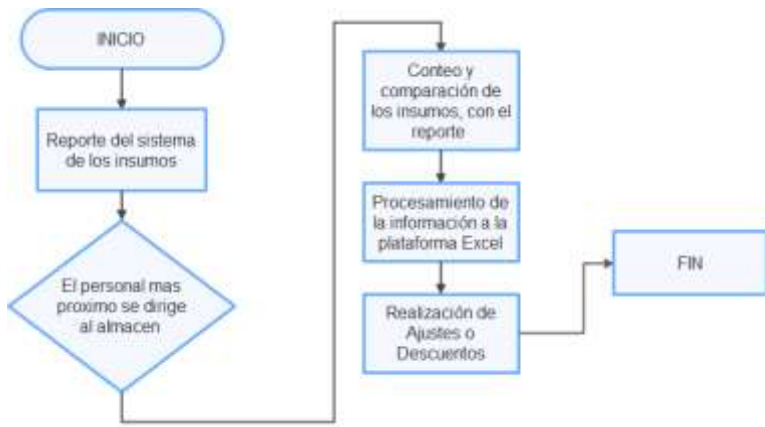 INICIO
Reporte del sistema
de los insumos
El personal mas
proximo se dirige
al almacen
Conteo y
comparación de
los insumos, con el
reporte
Procesamiento de
la información a la
plataforma Excel
Realización de
Ajustes o
Descuentos
FIN